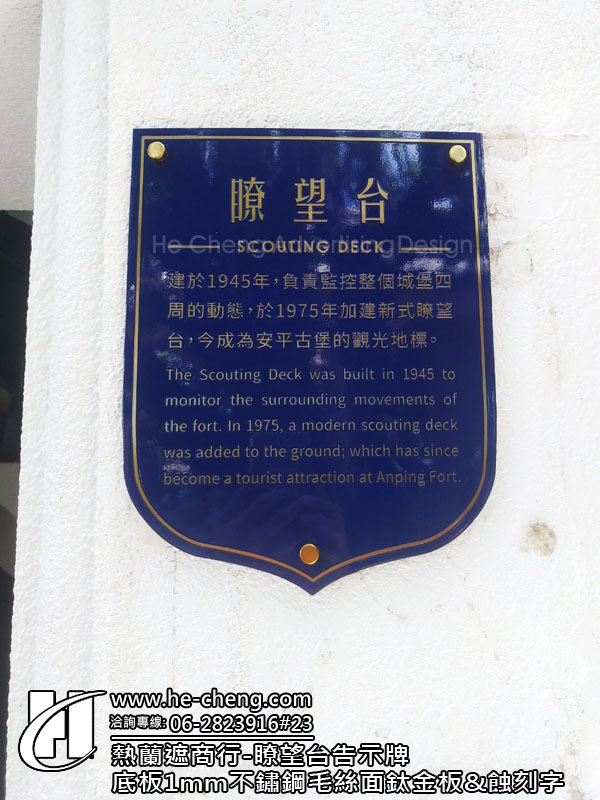 瞭望台
He Cheng Advertising Design
SCOUTING DECK
建於1945年，負責監控整個城堡四
周的動態，於1975年加建新式瞭望
台，今成為安平古堡的觀光地標。
The Scouting Deck was built in 1945 to
monitor the surrounding movements of
the fort. In 1975, a modern scouting deck
was added to the ground; which has since
become a tourist attraction at Anping Fort.
www.he-cheng.com
洽詢專線: 06-2823916#23
熱蘭遮商行-瞭望台告示牌
底板1mm不鏽鋼毛絲面鈦金板&蝕刻字